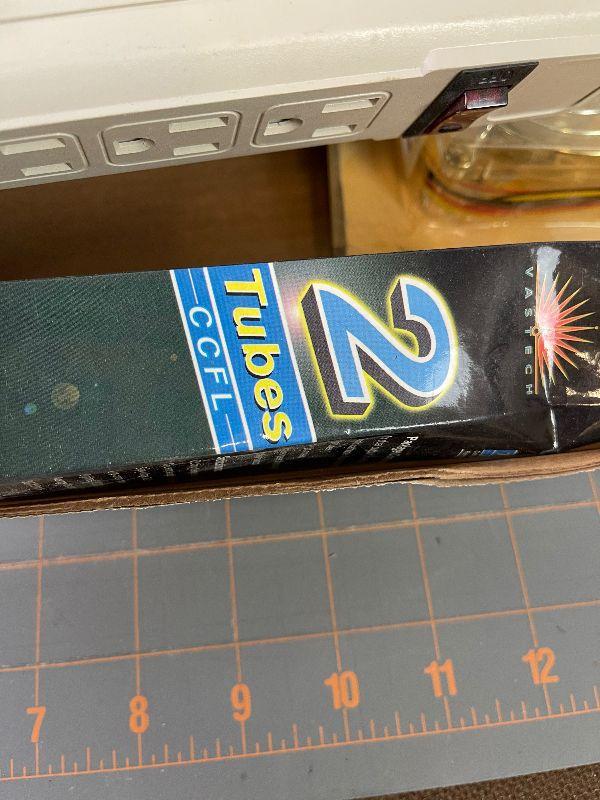 VASTECH
2
Tubes
CCFL
7 8 9 10 11 12